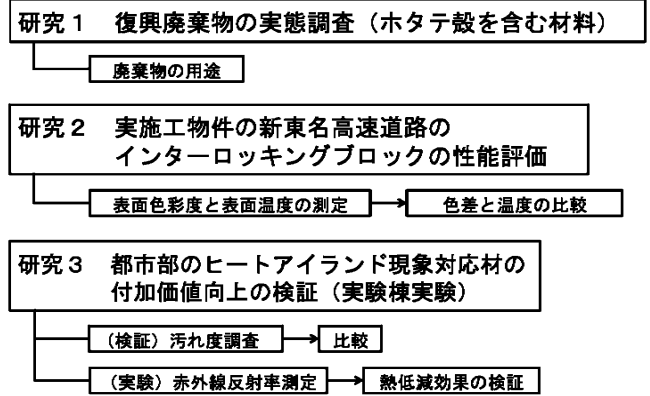 研究1 復興廃棄物の実態調査（ホタテ殻を含む材料）
廃棄物の用途
研究2 実施工物件の新東名高速道路の
インターロッキングブロックの性能評価
表面色彩度と表面温度の測定
色差と温度の比較
研究3 都市部のヒートアイランド現象対応材の
付加価値向上の検証（実験棟実験）
（検証）汚れ度調査
比較
（実験）赤外線反射率測定
熱低減効果の検証